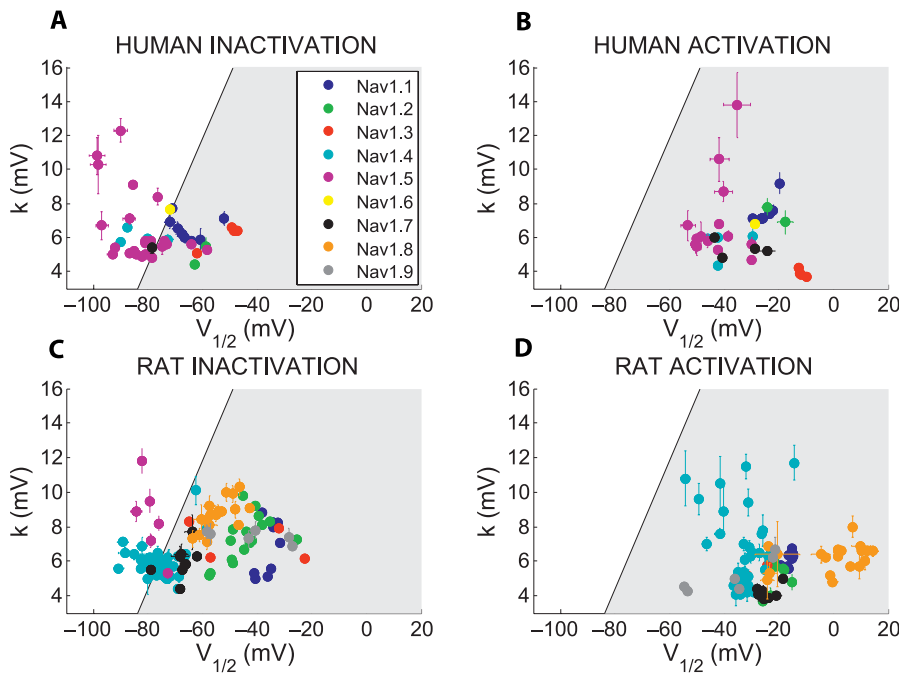 A
HUMAN INACTIVATION
16
14
12
10
8
6
4
k (mV)
−100
−80
−60
−40
−20
0
20
V1/2 (mV)
Nav1.1
Nav1.2
Nav1.3
Nav1.4
Nav1.5
Nav1.6
Nav1.7
Nav1.8
Nav1.9
B
HUMAN ACTIVATION
16
14
12
10
8
6
4
k (mV)
−100
−80
−60
−40
−20
0
20
V1/2 (mV)
C
RAT INACTIVATION
16
14
12
10
8
6
4
k (mV)
−100
−80
−60
−40
−20
0
20
V1/2 (mV)
D
RAT ACTIVATION
16
14
12
10
8
6
4
k (mV)
−100
−80
−60
−40
−20
0
20
V1/2 (mV)